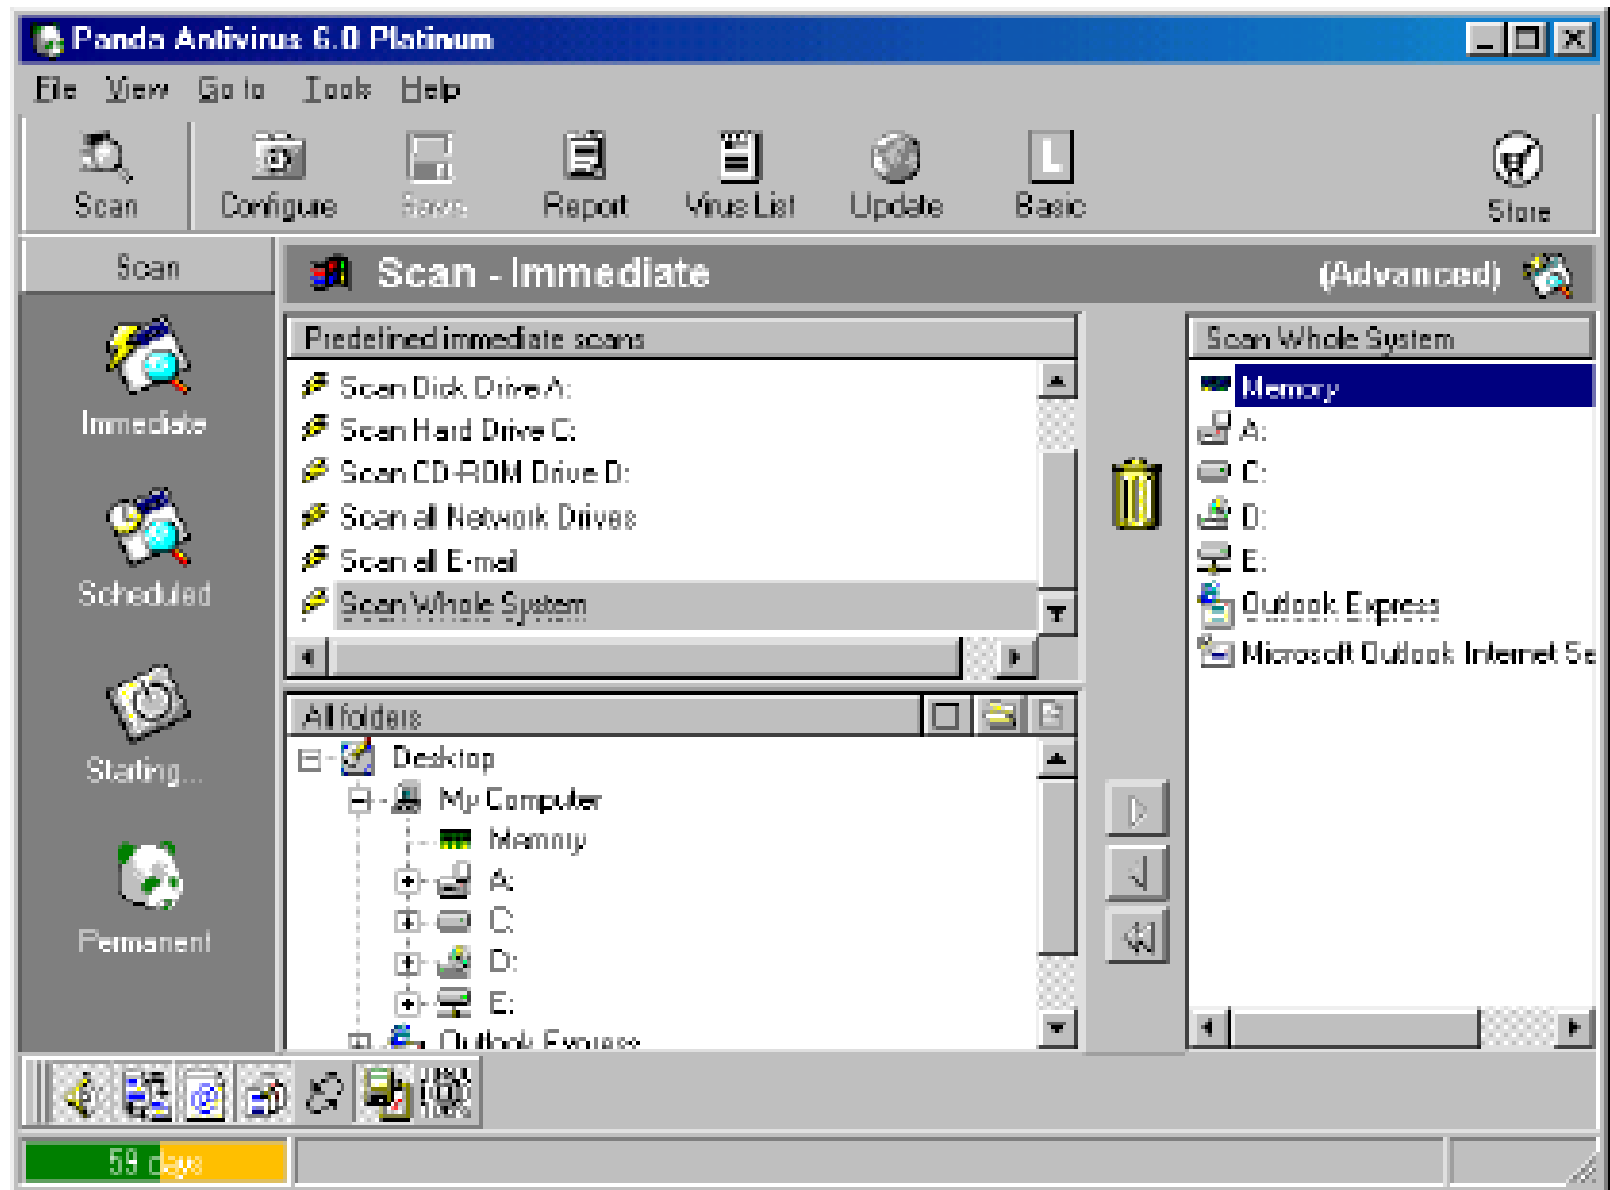 Panda Antivirus 6.0 Platinum
File View Go to Tools Help
Scan Configure Save Report Virus List Update Basic Store
Scan
Scan - Immediate (Advanced)
Immediate
Scheduled
Starting...
Permanent
Predefined immediate scans
Scan Disk Drive A:
Scan Hard Drive C:
Scan CD-ROM Drive D:
Scan all Network Drives
Scan all E-mail
Scan Whole System
All folders
Desktop
My Computer
Memory
A:
C:
D:
E:
Outlook Express
Scan Whole System
Memory
A:
C:
D:
E:
Outlook Express
Microsoft Outlook Internet Se
59 days